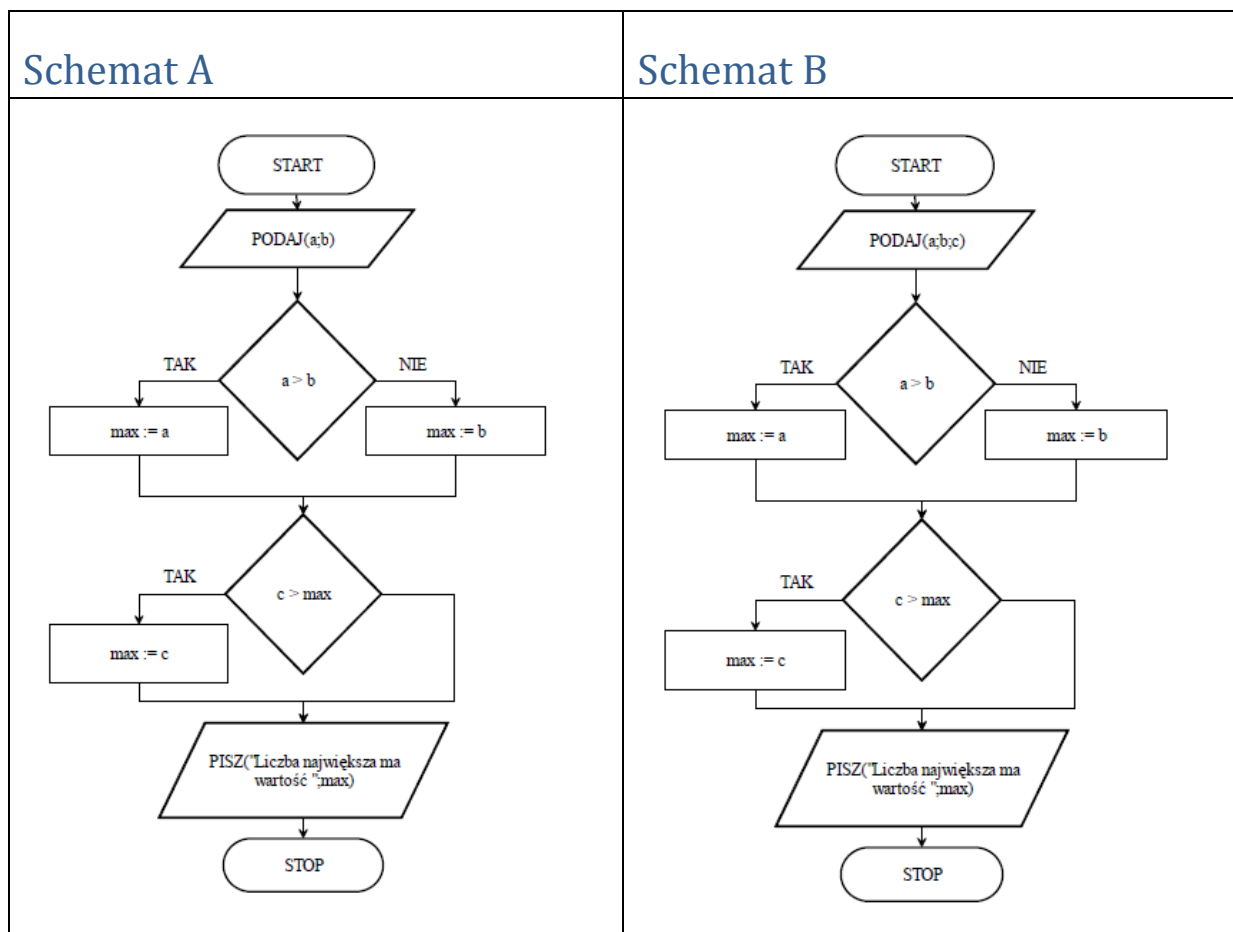 Schemat A
Schemat B
START
PODAJ(a;b)
TAK
NIE
a > b
max := a
max := b
TAK
c > max
max := c
PISZ("Liczba największa ma
wartość ";max)
STOP
START
PODAJ(a;b;c)
TAK
NIE
a > b
max := a
max := b
TAK
c > max
max := c
PISZ("Liczba największa ma
wartość ";max)
STOP